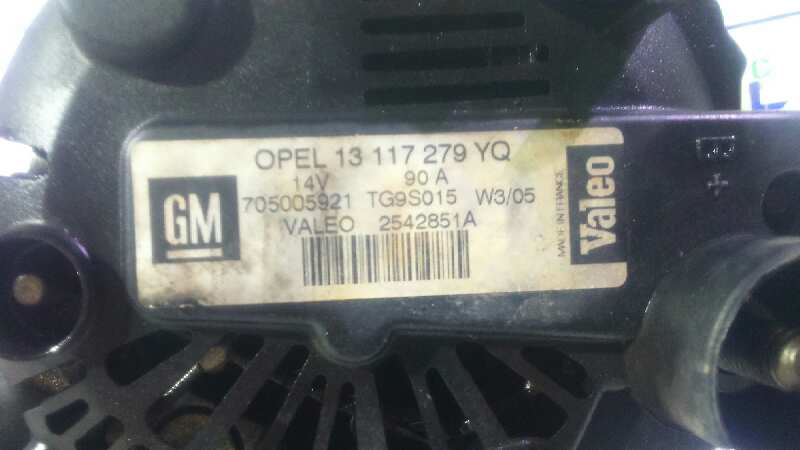 OPEL 13 117 279 YQ
14V 90 A
GM
705005921 TG9S015 W3/05
VALEO 2542851A
MADE IN FRANCE
Valeo
B
+